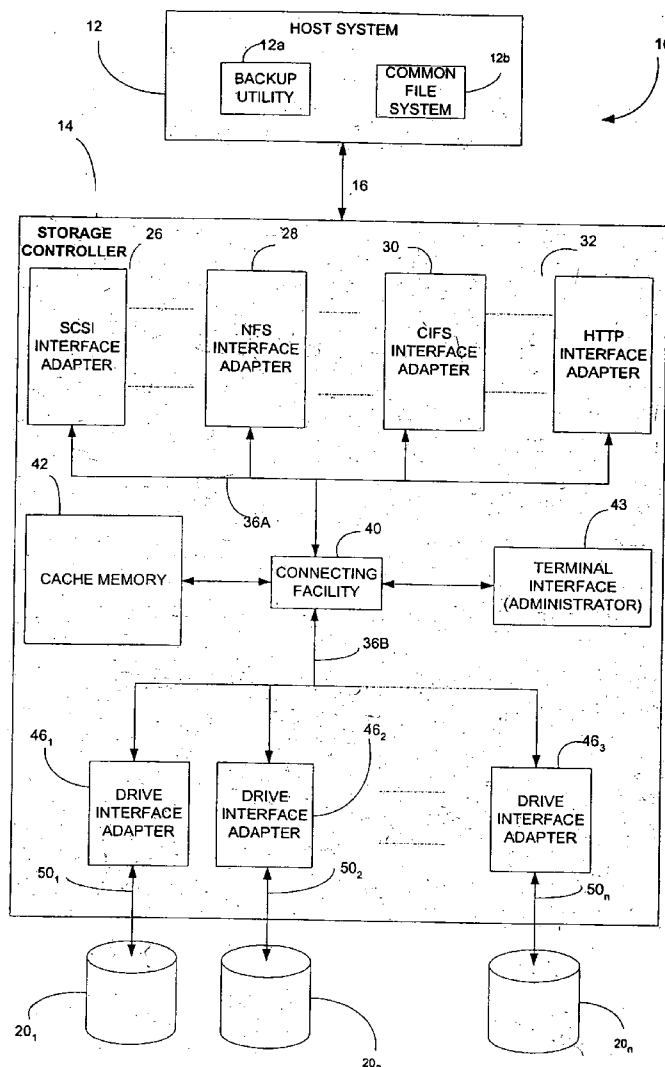 HOST SYSTEM
12
12a
12b
BACKUP
UTILITY
COMMON
FILE
SYSTEM
10
14
16
STORAGE
CONTROLLER
26
28
30
32
SCSI
INTERFACE
ADAPTER
NFS
INTERFACE
ADAPTER
CIFS
INTERFACE
ADAPTER
HTTP
INTERFACE
ADAPTER
42
36A
40
43
CACHE MEMORY
CONNECTING
FACILITY
TERMINAL
INTERFACE
(ADMINISTRATOR)
36B
46₁
46₂
46₃
DRIVE
INTERFACE
ADAPTER
DRIVE
INTERFACE
ADAPTER
DRIVE
INTERFACE
ADAPTER
50₁
50₂
50ₙ
20₁
20ₙ